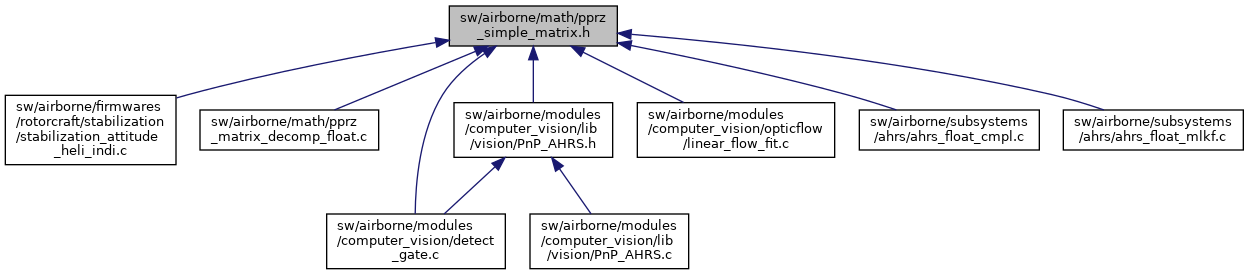 sw/airborne/math/pprz
_simple_matrix.h
sw/airborne/firmwares
/rotorcraft/stabilization
/stabilization_attitude
_heli_indi.c
sw/airborne/math/pprz
_matrix_decomp_float.c
sw/airborne/modules
/computer_vision/lib
/vision/PnP_AHRS.h
sw/airborne/modules
/computer_vision/opticflow
/linear_flow_fit.c
sw/airborne/subsystems
/ahrs/ahrs_float_cmpl.c
sw/airborne/subsystems
/ahrs/ahrs_float_mlkf.c
sw/airborne/modules
/computer_vision/detect
_gate.c
sw/airborne/modules
/computer_vision/lib
/vision/PnP_AHRS.c